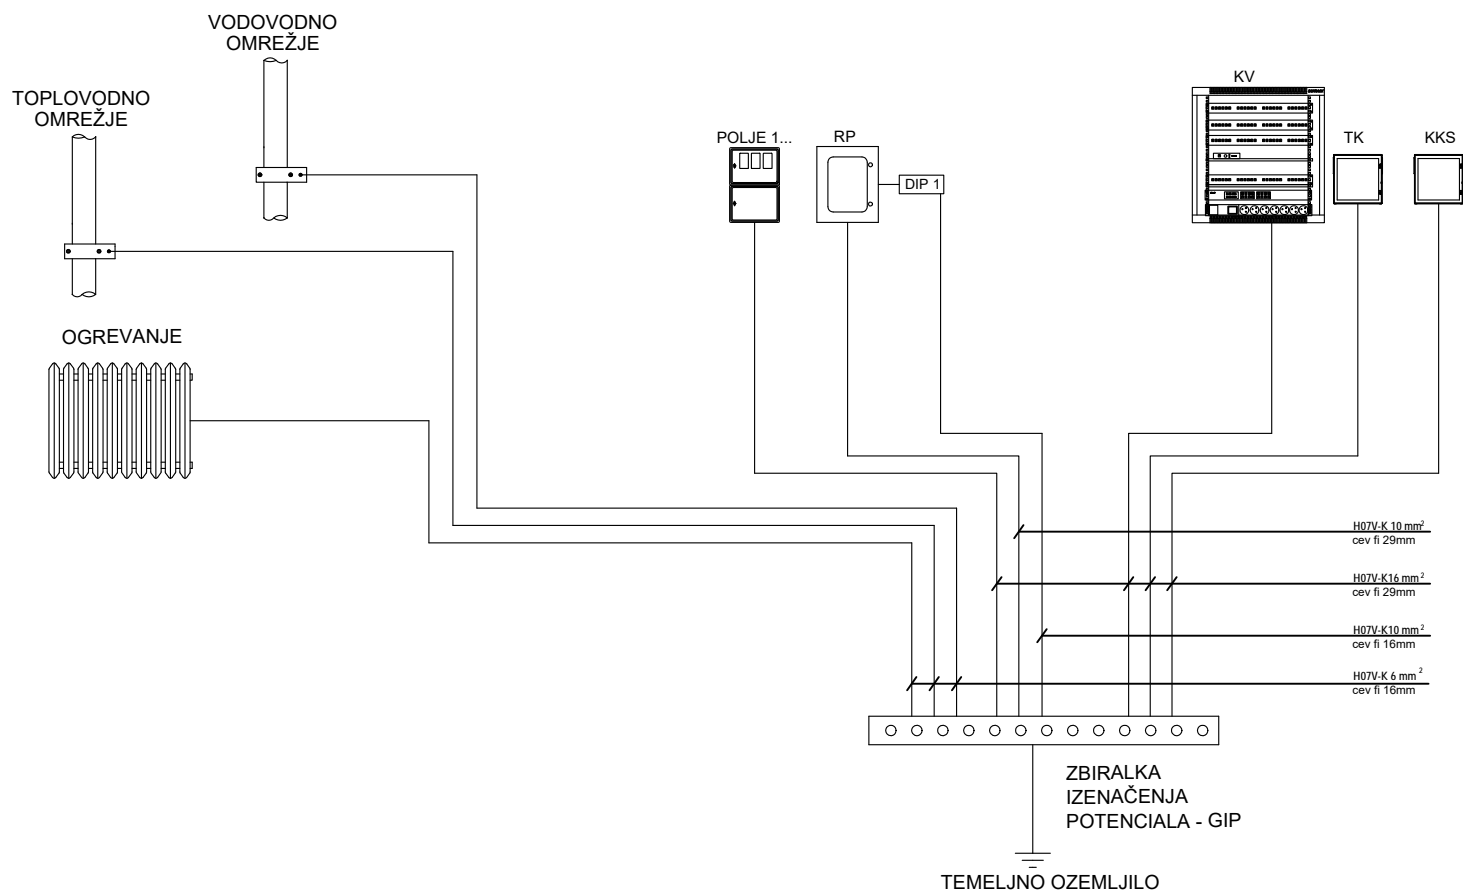 VODOVODNO
OMREŽJE
TOPLOVODNO
OMREŽJE
OGREVANJE
POLJE 1...
RP
DIP 1
KV
TK
KKS
H07V-K 10 mm²
cev fi 29mm
H07V-K16 mm²
cev fi 29mm
H07V-K10 mm²
cev fi 16mm
H07V-K 6 mm²
cev fi 16mm
ZBIRALKA
IZENAČENJA
POTENCIALA - GIP
TEMELJNO OZEMLJILO